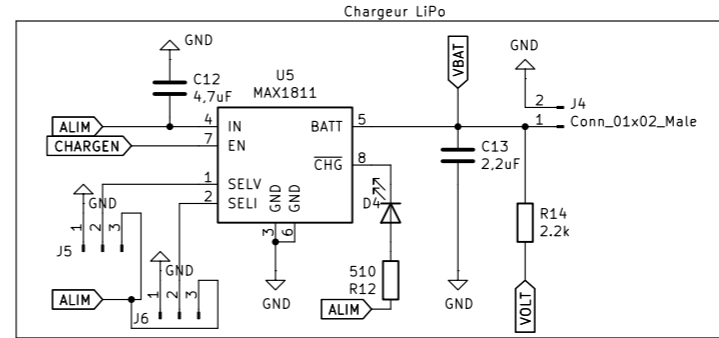 Chargeur LiPo
GND
C12
4,7uF
U5
MAX1811
VBAT
GND
2
J4
1
Conn_01x02_Male
ALIM
4
IN
BATT
5
CHARGEN
7
EN
C13
2,2uF
CHG
8
1
SELV
2
SELI
GND
GND
3
6
D4
R14
2.2k
GND
1
2
3
J5
GND
1
2
3
J6
ALIM
GND
510
R12
ALIM
GND
VOLT